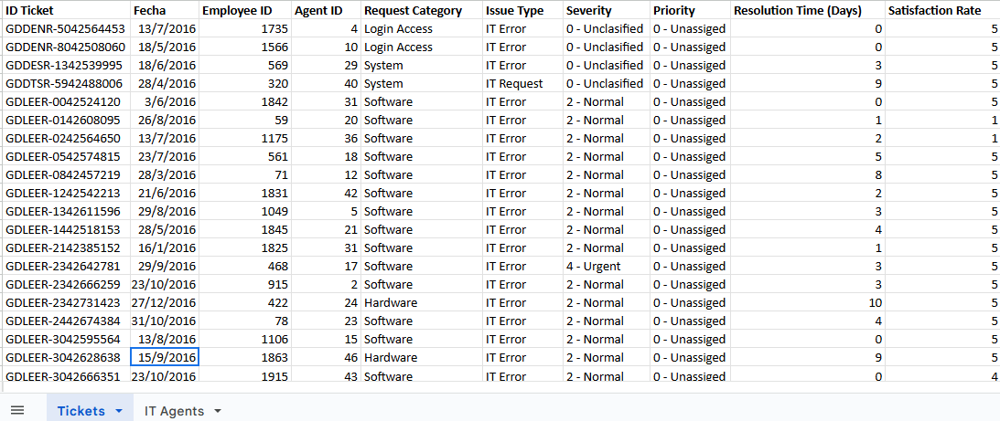 ID Ticket Fecha Employee ID Agent ID Request Category Issue Type Severity Priority Resolution Time (Days) Satisfaction Rate
GDDENR-5042564453 13/7/2016 1735 4 Login Access IT Error 0 - Unclasified 0 - Unassiged 0 5
GDDENR-8042508060 18/5/2016 1566 10 Login Access IT Error 0 - Unclasified 0 - Unassiged 0 5
GDDESR-1342539995 18/6/2016 569 29 System IT Error 0 - Unclasified 0 - Unassiged 3 5
GDDTSR-5942488006 28/4/2016 320 40 System IT Request 0 - Unclasified 0 - Unassiged 9 5
GDLEER-0042524120 3/6/2016 1842 31 Software IT Error 2 - Normal 0 - Unassiged 0 5
GDLEER-0142608095 26/8/2016 59 20 Software IT Error 2 - Normal 0 - Unassiged 1 1
GDLEER-0242564650 13/7/2016 1175 36 Software IT Error 2 - Normal 0 - Unassiged 2 1
GDLEER-0542574815 23/7/2016 561 18 Software IT Error 2 - Normal 0 - Unassiged 5 5
GDLEER-0842457219 28/3/2016 71 12 Software IT Error 2 - Normal 0 - Unassiged 8 5
GDLEER-1242542213 21/6/2016 1831 42 Software IT Error 2 - Normal 0 - Unassiged 2 5
GDLEER-1342611596 29/8/2016 1049 5 Software IT Error 2 - Normal 0 - Unassiged 3 5
GDLEER-1442518153 28/5/2016 1845 21 Software IT Error 2 - Normal 0 - Unassiged 4 5
GDLEER-2142385152 16/1/2016 1825 31 Software IT Error 2 - Normal 0 - Unassiged 1 5
GDLEER-2342642781 29/9/2016 468 17 Software IT Error 4 - Urgent 0 - Unassiged 3 5
GDLEER-2342666259 23/10/2016 915 2 Software IT Error 2 - Normal 0 - Unassiged 3 5
GDLEER-2342731423 27/12/2016 422 24 Hardware IT Error 2 - Normal 0 - Unassiged 10 5
GDLEER-2442674384 31/10/2016 78 23 Software IT Error 2 - Normal 0 - Unassiged 4 5
GDLEER-3042595564 13/8/2016 1106 15 Software IT Error 2 - Normal 0 - Unassiged 0 5
GDLEER-3042628638 15/9/2016 1863 46 Hardware IT Error 2 - Normal 0 - Unassiged 9 5
GDLEER-3042666351 23/10/2016 1915 43 Software IT Error 2 - Normal 0 - Unassiged 0 4
Tickets IT Agents